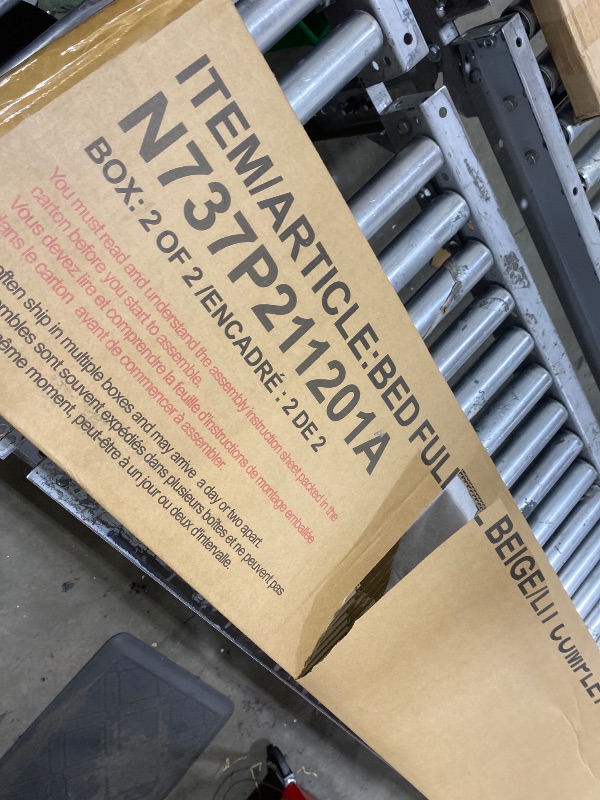 ITEM/ARTICLE:BED FULL BEIGE/LIT COMPLET
N737P211201A
BOX: 2 OF 2 /ENCADRÉ : 2 DE 2
You must read and understand the assembly instruction sheet packed in the
carton before you start to assemble.
Vous devez lire et comprendre la feuille d'instructions de montage emballée
dans le carton avant de commencer à assembler.
often ship in multiple boxes and may arrive a day or two apart.
sont souvent expédiés dans plusieurs boîtes et ne peuvent pas
même moment, peut-être à un jour ou deux d'intervalle.